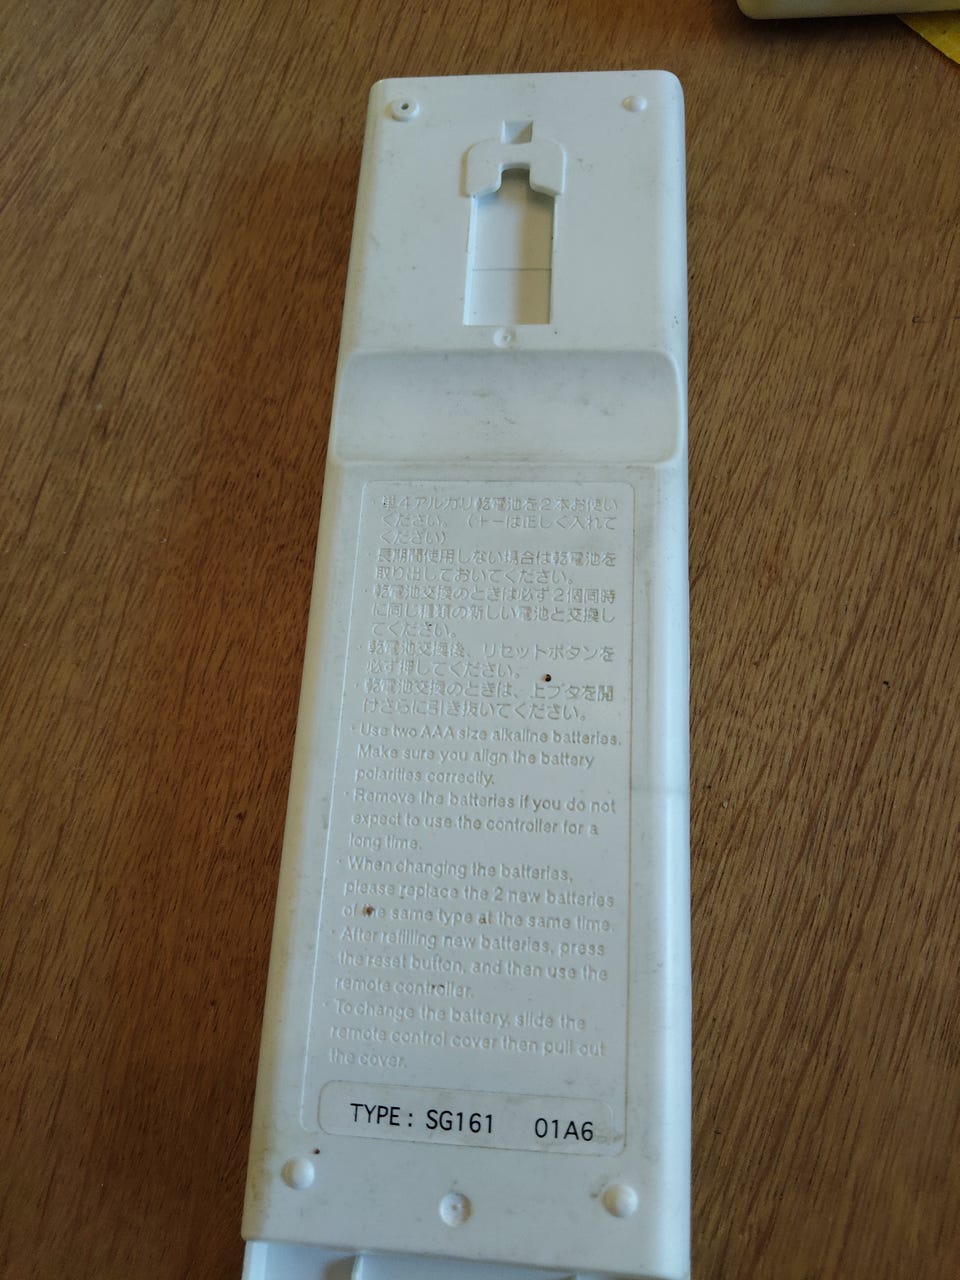 ・単4アルカリ乾電池を2本お使い
ください。(＋－は正しく入れて
ください)
・長期間使用しない場合は乾電池を
取り出しておいてください。
・乾電池交換のときは必ず2個同時
に同じ種類の新しい電池と交換し
てください。
・乾電池交換後、リセットボタンを
必ず押してください。
・乾電池交換のときは、上ブタを開
けさらに引き抜いてください。
・Use two AAA size alkaline batteries.
Make sure you align the battery
polarities correctly.
・Remove the batteries if you do not
expect to use the controller for a
long time.
・When changing the batteries,
please replace the 2 new batteries
of the same type at the same time.
・After refilling new batteries, press
the reset button, and then use the
remote controller.
・To change the battery, slide the
remote control cover then pull out
the cover.
TYPE : SG161 01A6